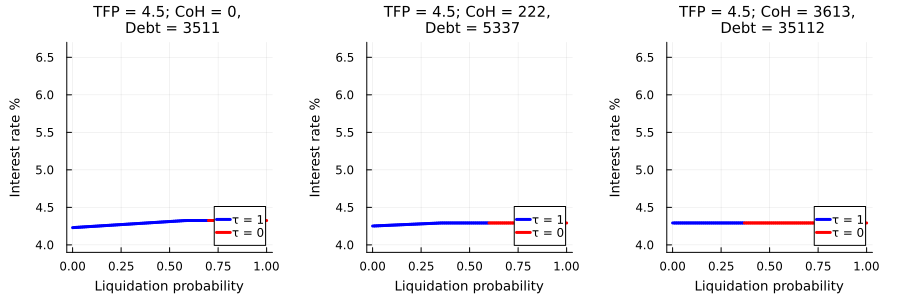 TFP = 4.5; CoH = 0,
Debt = 3511
Interest rate %
6.5
6.0
5.5
5.0
4.5
4.0
τ = 1
τ = 0
0.00 0.25 0.50 0.75 1.00
Liquidation probability
TFP = 4.5; CoH = 222,
Debt = 5337
Interest rate %
6.5
6.0
5.5
5.0
4.5
4.0
τ = 1
τ = 0
0.00 0.25 0.50 0.75 1.00
Liquidation probability
TFP = 4.5; CoH = 3613,
Debt = 35112
Interest rate %
6.5
6.0
5.5
5.0
4.5
4.0
τ = 1
τ = 0
0.00 0.25 0.50 0.75 1.00
Liquidation probability